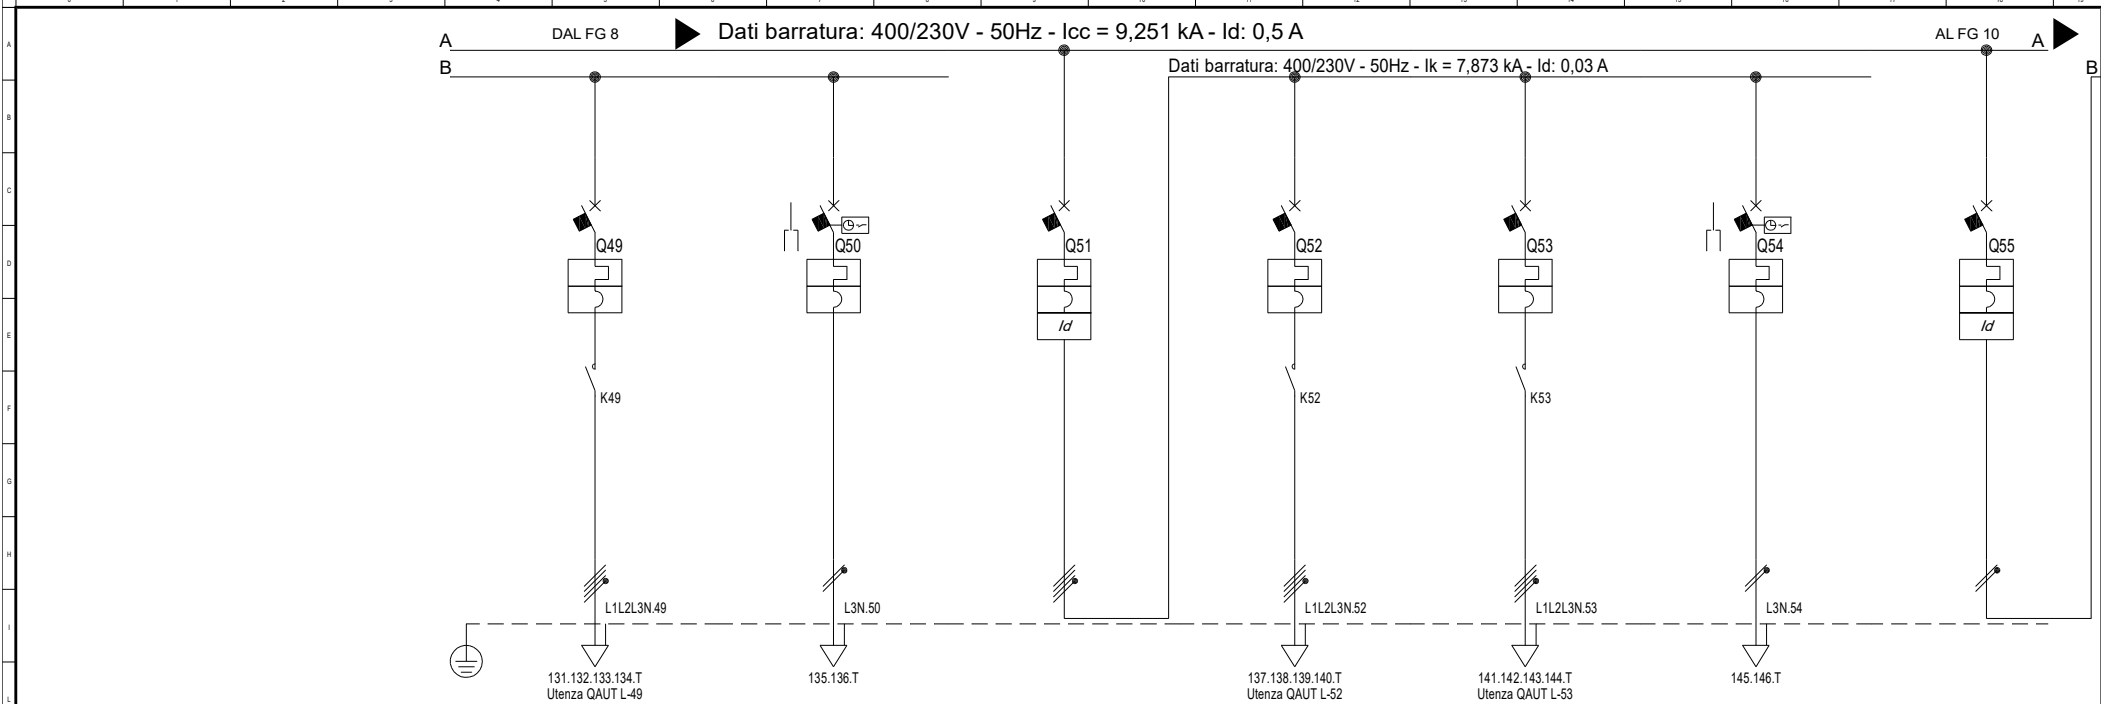 DAL FG 8
Dati barratura: 400/230V - 50Hz - Icc = 9,251 kA - Id: 0,5 A
AL FG 10
A
A
B
Dati barratura: 400/230V - 50Hz - Ik = 7,873 kA - Id: 0,03 A
B
A
B
C
D
E
F
G
H
I
L
Q49
Q50
Q51
Q52
Q53
Q54
Q55
Id
Id
K49
K52
K53
L1L2L3N.49
L3N.50
L1L2L3N.52
L1L2L3N.53
L3N.54
131.132.133.134.T
Utenza QAUT L-49
135.136.T
137.138.139.140.T
Utenza QAUT L-52
141.142.143.144.T
Utenza QAUT L-53
145.146.T